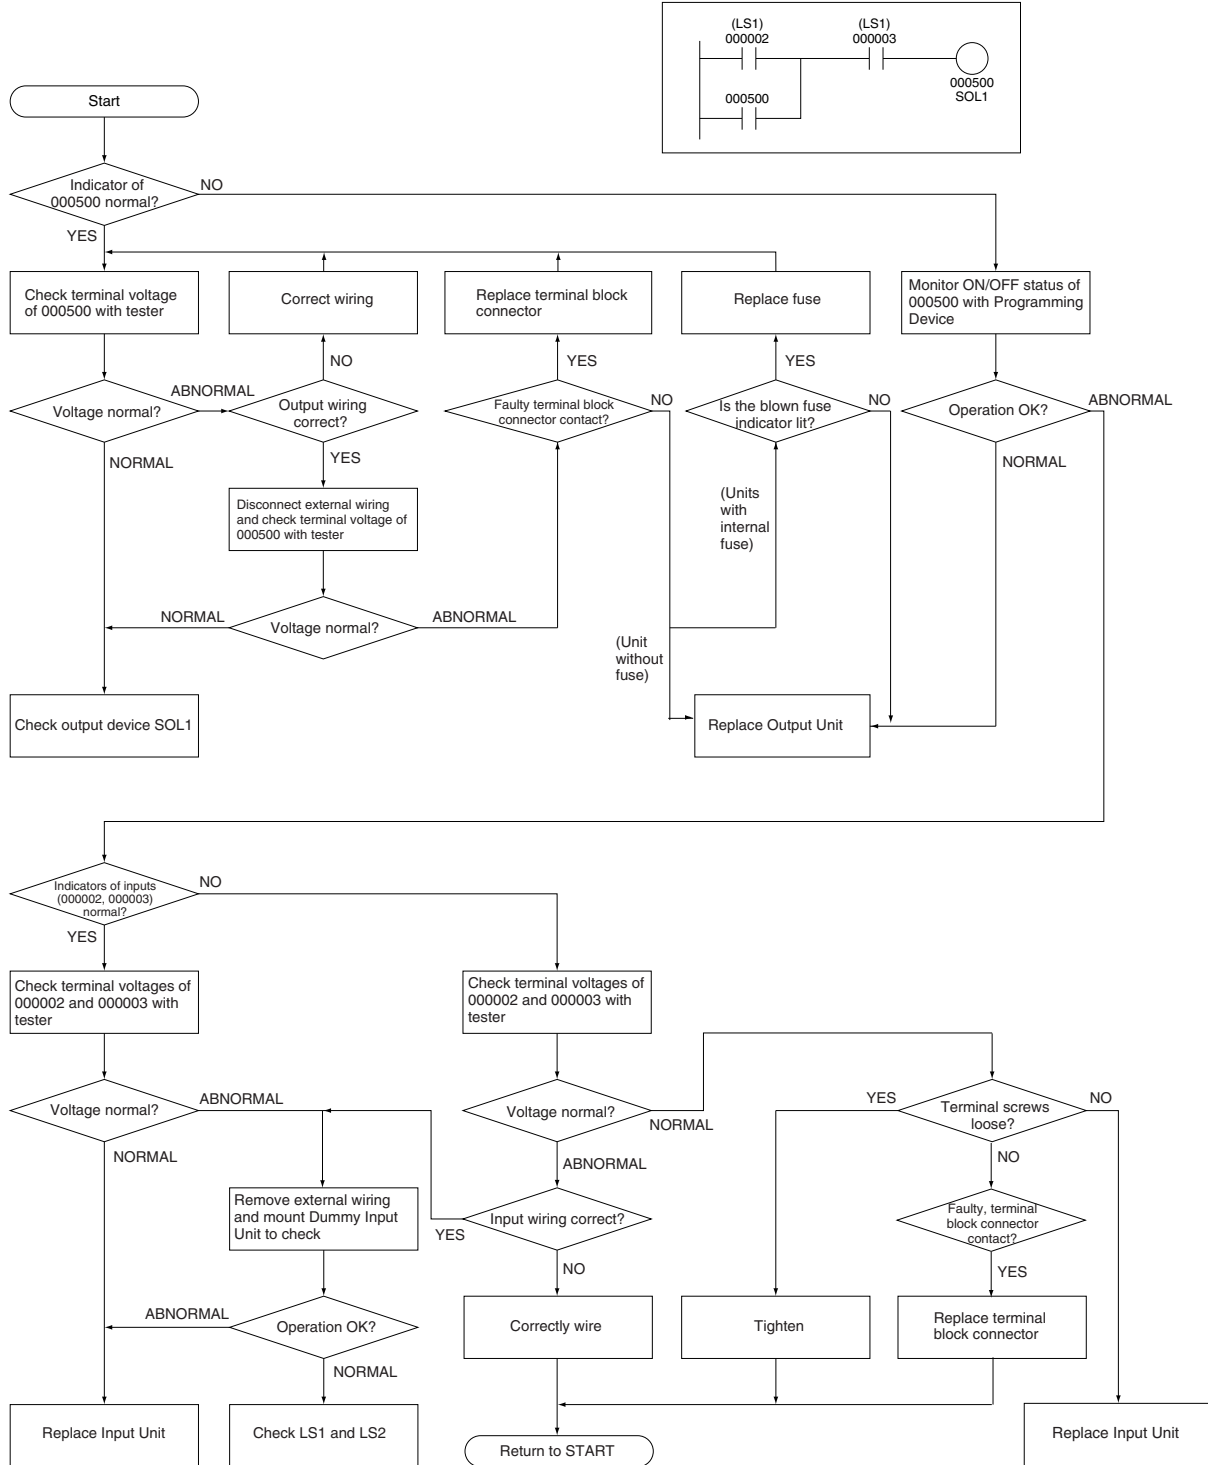 (LS1)
000002
(LS1)
000003
000500
000500
SOL1
Start
Indicator of
000500 normal?
NO
YES
Check terminal voltage
of 000500 with tester
Correct wiring
Replace terminal block
connector
Replace fuse
Monitor ON/OFF status of
000500 with Programming
Device
NO
YES
YES
Voltage normal?
ABNORMAL
Output wiring
correct?
Faulty terminal block
connector contact?
NO
Is the blown fuse
indicator lit?
NO
Operation OK?
ABNORMAL
NORMAL
YES
NORMAL
Disconnect external wiring
and check terminal voltage of
000500 with tester
(Units
with
internal
fuse)
NORMAL
Voltage normal?
ABNORMAL
(Unit
without
fuse)
Check output device SOL1
Replace Output Unit
Indicators of inputs
(000002, 000003)
normal?
NO
YES
Check terminal voltages of
000002 and 000003 with
tester
Check terminal voltages of
000002 and 000003 with
tester
Voltage normal?
ABNORMAL
Voltage normal?
NORMAL
YES
Terminal screws
loose?
NO
NORMAL
ABNORMAL
NO
Remove external wiring
and mount Dummy Input
Unit to check
YES
Input wiring correct?
Faulty, terminal
block connector
contact?
NO
YES
ABNORMAL
Operation OK?
Correctly wire
Tighten
Replace terminal
block connector
NORMAL
Replace Input Unit
Check LS1 and LS2
Return to START
Replace Input Unit